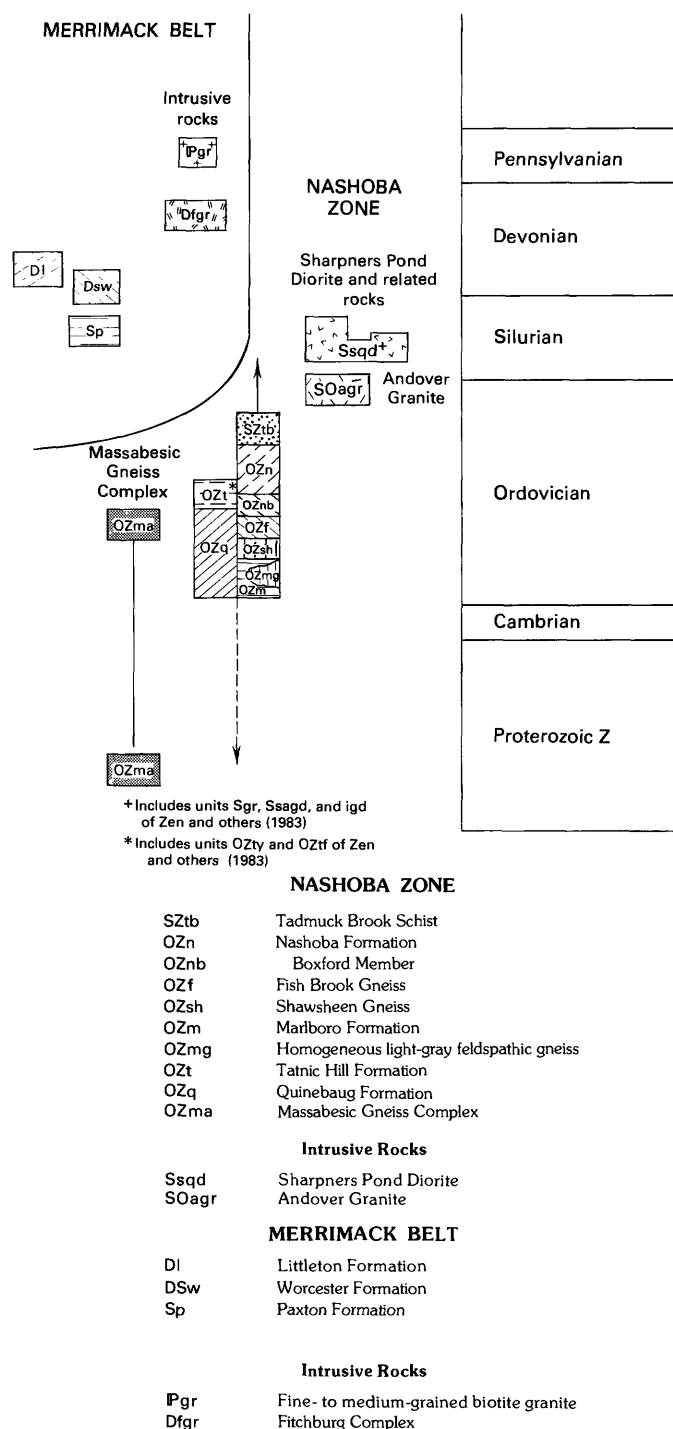 MERRIMACK BELT
Intrusive
rocks
ℙgr
Dfgr
Dl
Dsw
Sp
NASHOBA
ZONE
Sharpners Pond
Diorite and related
rocks
Ssqd+
SOagr
Andover
Granite
Pennsylvanian
Devonian
Silurian
Ordovician
Cambrian
Proterozoic Z
Massabesic
Gneiss
Complex
OZma
OZma
SZtb
OZn
OZt*
OZnb
OZf
OZq
OZsh
OZmg
OZm
+ Includes units Sgr, Ssagd, and igd
of Zen and others (1983)
* Includes units OZty and OZtf of Zen
and others (1983)
NASHOBA ZONE
SZtb Tadmuck Brook Schist
OZn Nashoba Formation
OZnb Boxford Member
OZf Fish Brook Gneiss
OZsh Shawsheen Gneiss
OZm Marlboro Formation
OZmg Homogeneous light-gray feldspathic gneiss
OZt Tatnic Hill Formation
OZq Quinebaug Formation
OZma Massabesic Gneiss Complex
Intrusive Rocks
Ssqd Sharpners Pond Diorite
SOagr Andover Granite
MERRIMACK BELT
Dl Littleton Formation
DSw Worcester Formation
Sp Paxton Formation
Intrusive Rocks
ℙgr Fine- to medium-grained biotite granite
Dfgr Fitchburg Complex